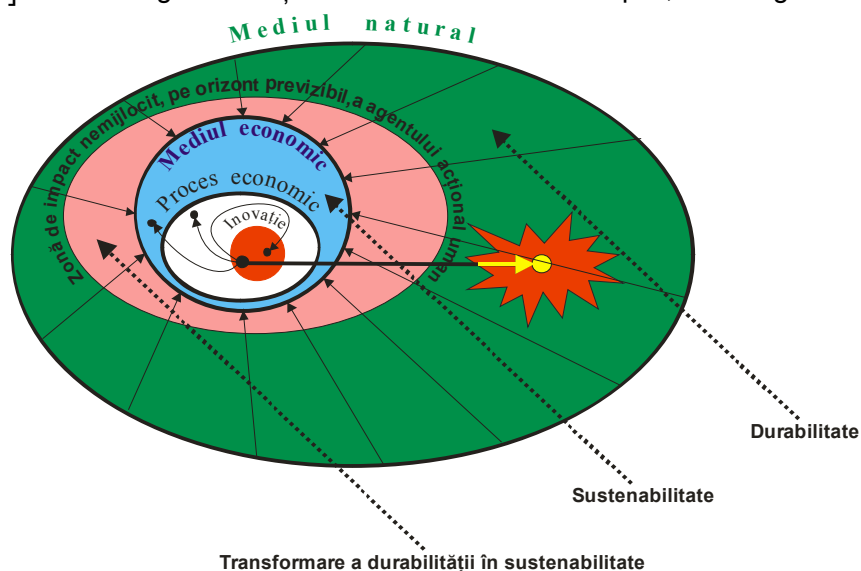 Mediul natural
Zonă de impact nemijlocit, pe orizont previzibil,a agentului acțional uman
Mediul economic
Proces economic
Inovație
Durabilitate
Sustenabilitate
Transformare a durabilității în sustenabilitate